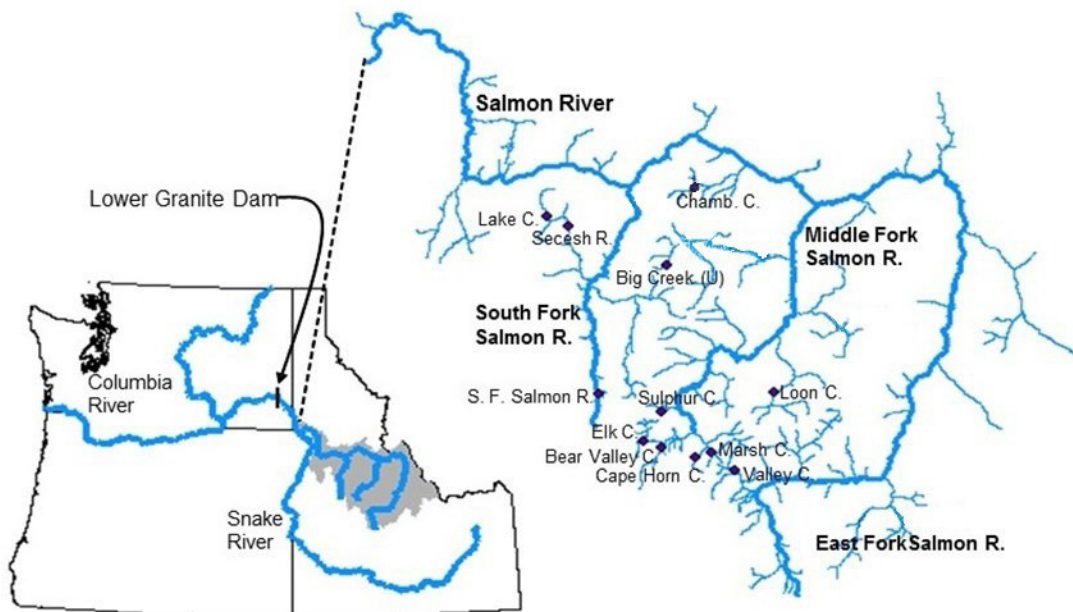 Salmon River
Lower Granite Dam
Chamb. C.
Lake C.
Secesh R.
Middle Fork
Salmon R.
Big Creek (U)
South Fork
Salmon R.
Columbia
River
S. F. Salmon R.
Sulphur C.
Loon C.
Elk C.
Marsh C.
Bear Valley C.
Cape Horn C.
Valley C.
Snake
River
East ForkSalmon R.